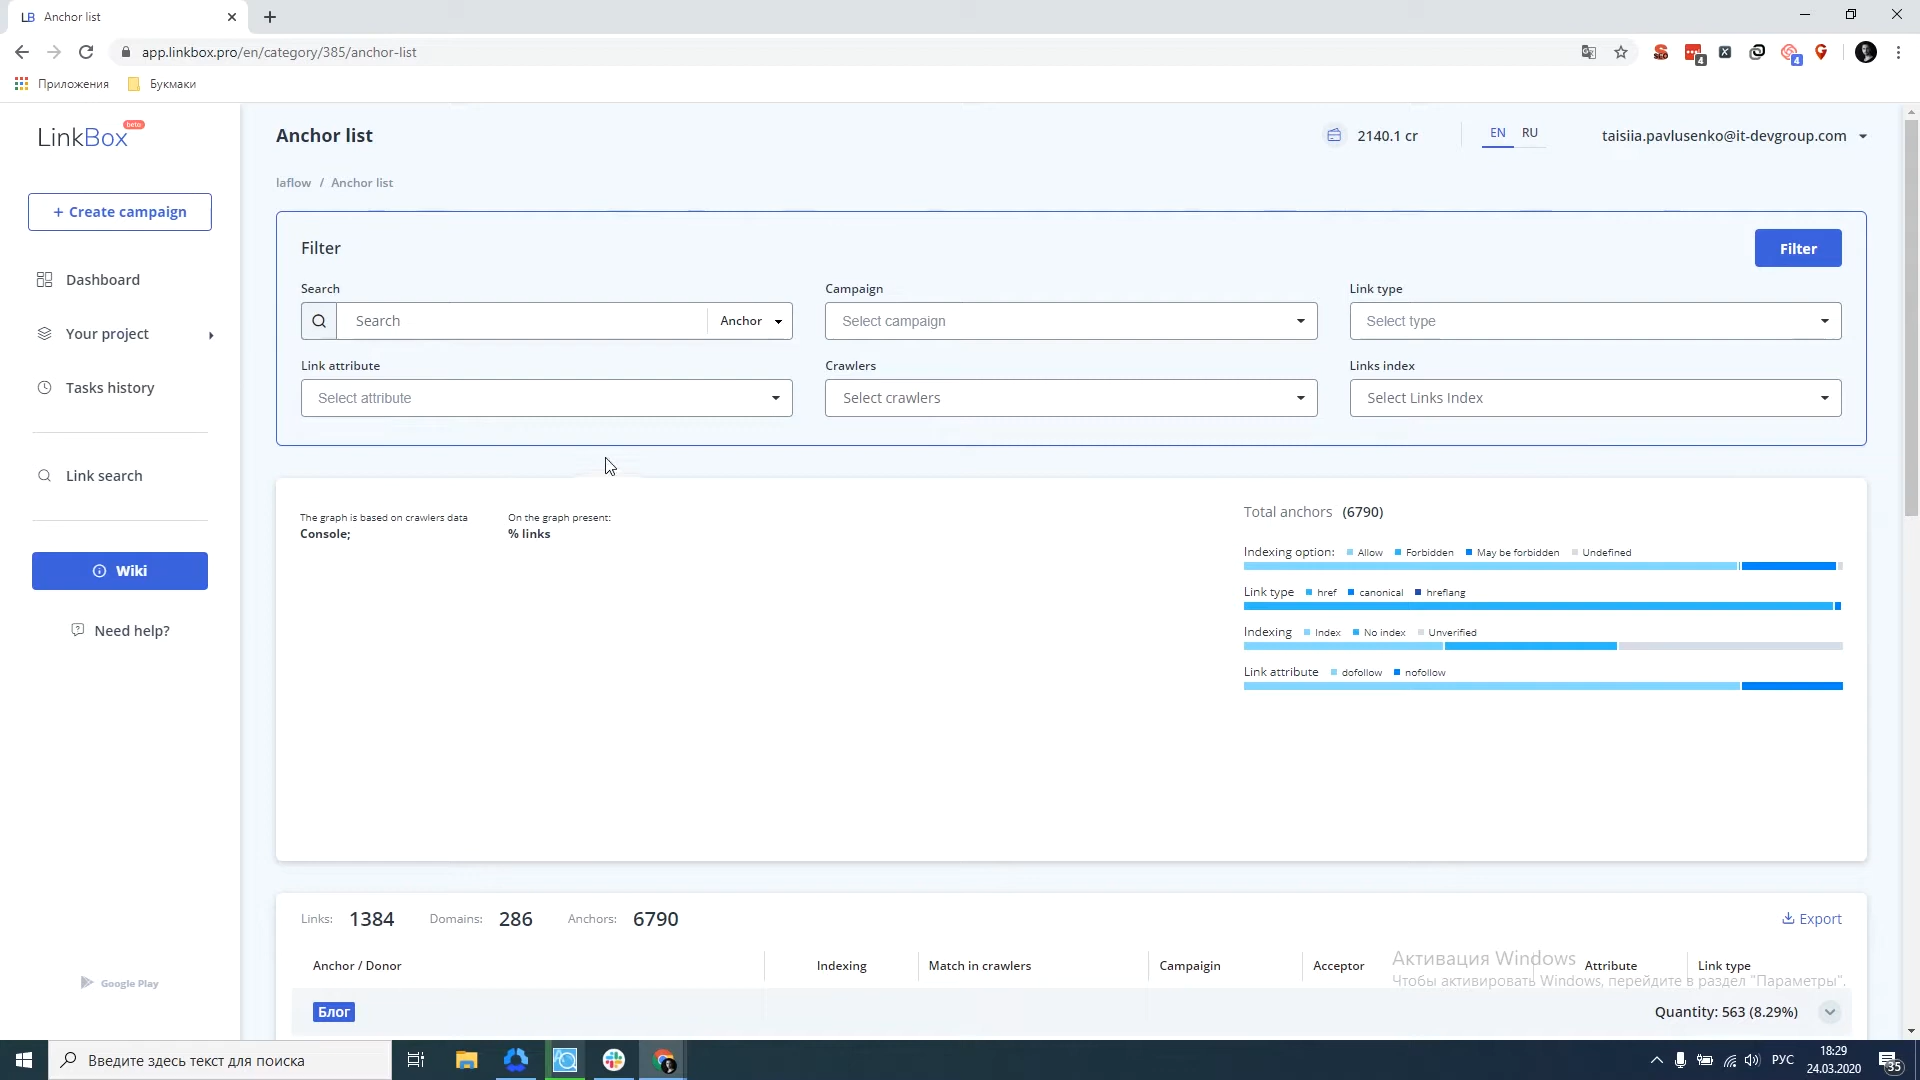 LB Anchor list
app.linkbox.pro/en/category/385/anchor-list
Приложения Букмаки
LinkBox beta
Anchor list
2140.1 cr
EN RU
taisiia.pavlusenko@it-devgroup.com
laflow / Anchor list
+ Create campaign
Dashboard
Your project
Tasks history
Link search
Wiki
Need help?
Google Play
Filter
Filter
Search Campaign Link type
Search Anchor Select campaign Select type
Link attribute Crawlers Links index
Select attribute Select crawlers Select Links Index
The graph is based on crawlers data
Console;
On the graph present:
% links
Total anchors (6790)
Indexing option: Allow Forbidden May be forbidden Undefined
Link type href canonical hreflang
Indexing Index No index Unverified
Link attribute dofollow nofollow
Links: 1384 Domains: 286 Anchors: 6790
Export
Anchor / Donor Indexing Match in crawlers Campaigin Acceptor Attribute Link type
Активация Windows
Чтобы активировать Windows, перейдите в раздел "Параметры".
Блог Quantity: 563 (8.29%)
Введите здесь текст для поиска
РУС
18:29
24.03.2020
35
SEO
4
X
4
G